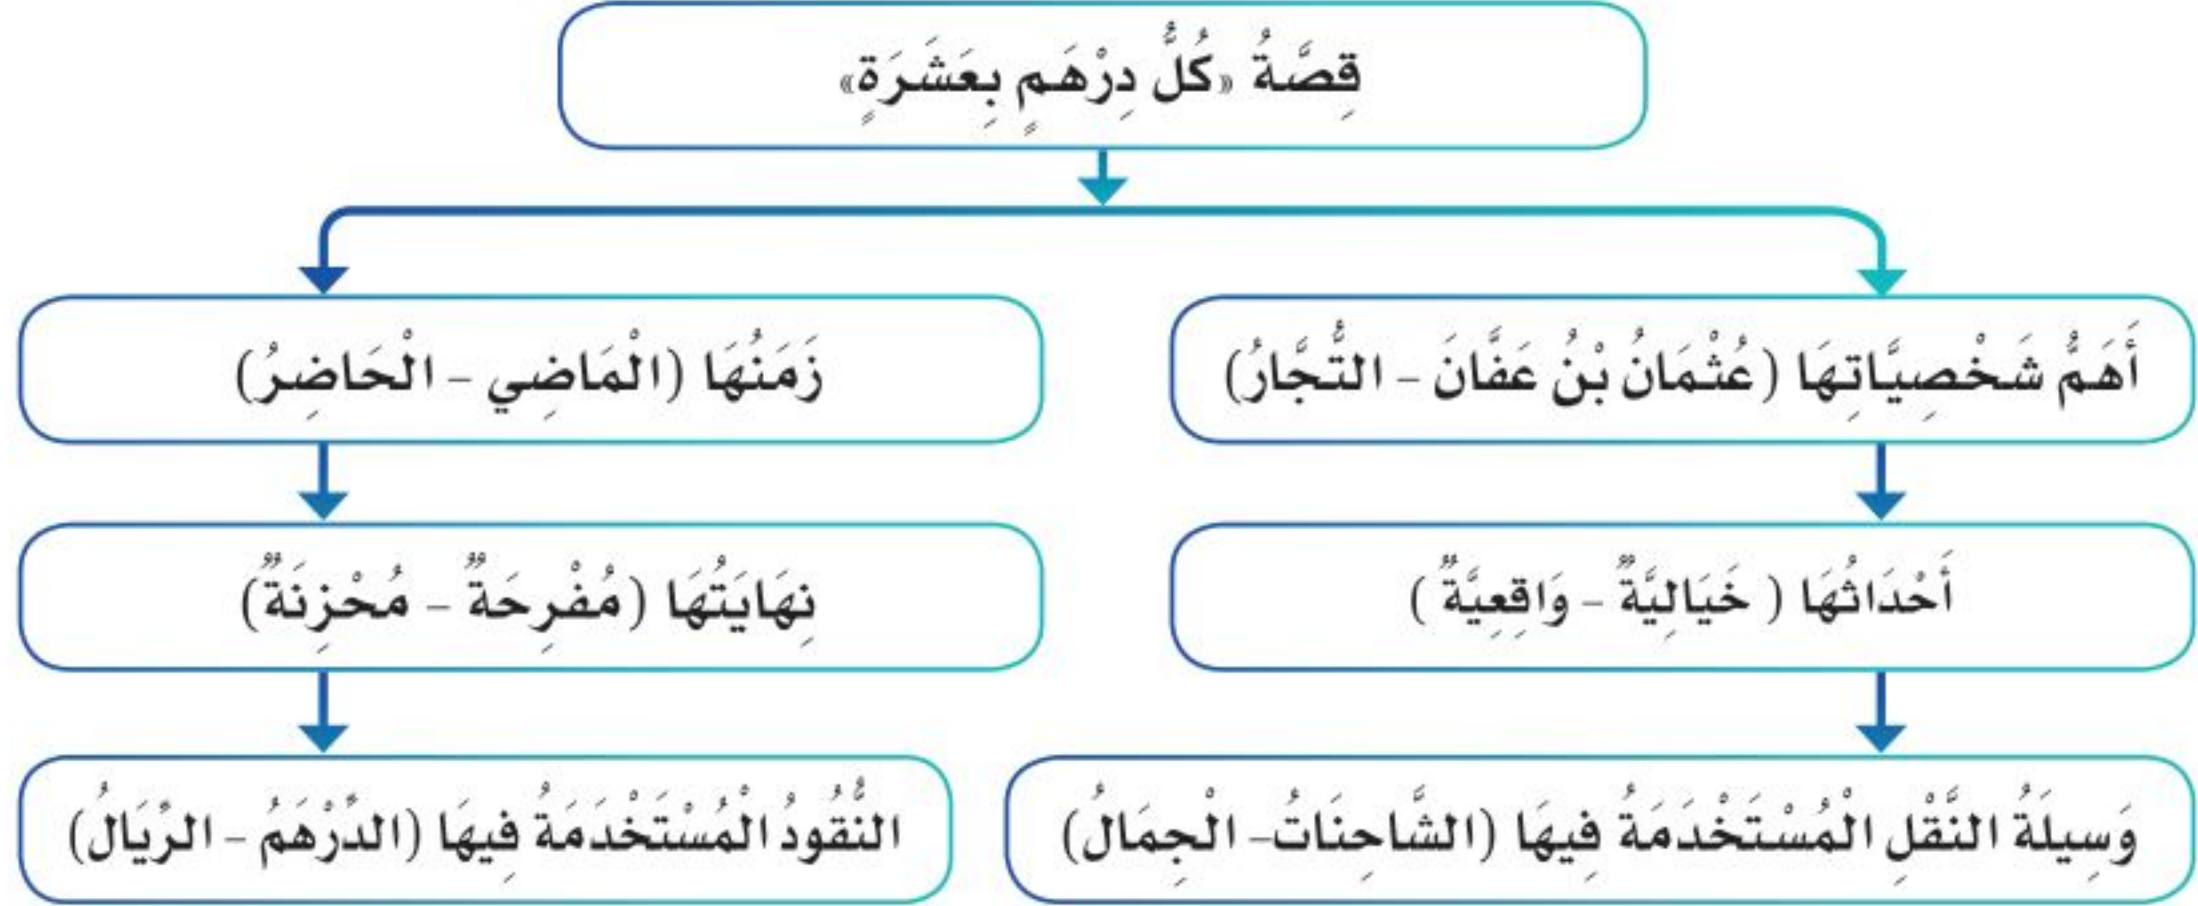 قِصَّةُ «كُلُّ دِرْهَمٍ بِعَشَرَةٍ»
أَهَمُّ شَخْصِيَّاتِهَا (عُثْمَانُ بْنُ عَفَّانَ – التُّجَّارُ)
زَمَنُهَا (الْمَاضِي – الْحَاضِرُ)
أَحْدَاثُهَا ( خَيَالِيَّةٌ – وَاقِعِيَّةٌ )
نِهَايَتُهَا (مُفْرِحَةٌ – مُحْزِنَةٌ)
وَسِيلَةُ النَّقْلِ الْمُسْتَخْدَمَةُ فِيهَا (الشَّاحِنَاتُ– الْجِمَالُ)
النُّقُودُ الْمُسْتَخْدَمَةُ فِيهَا (الدِّرْهَمُ – الرِّيَالُ)